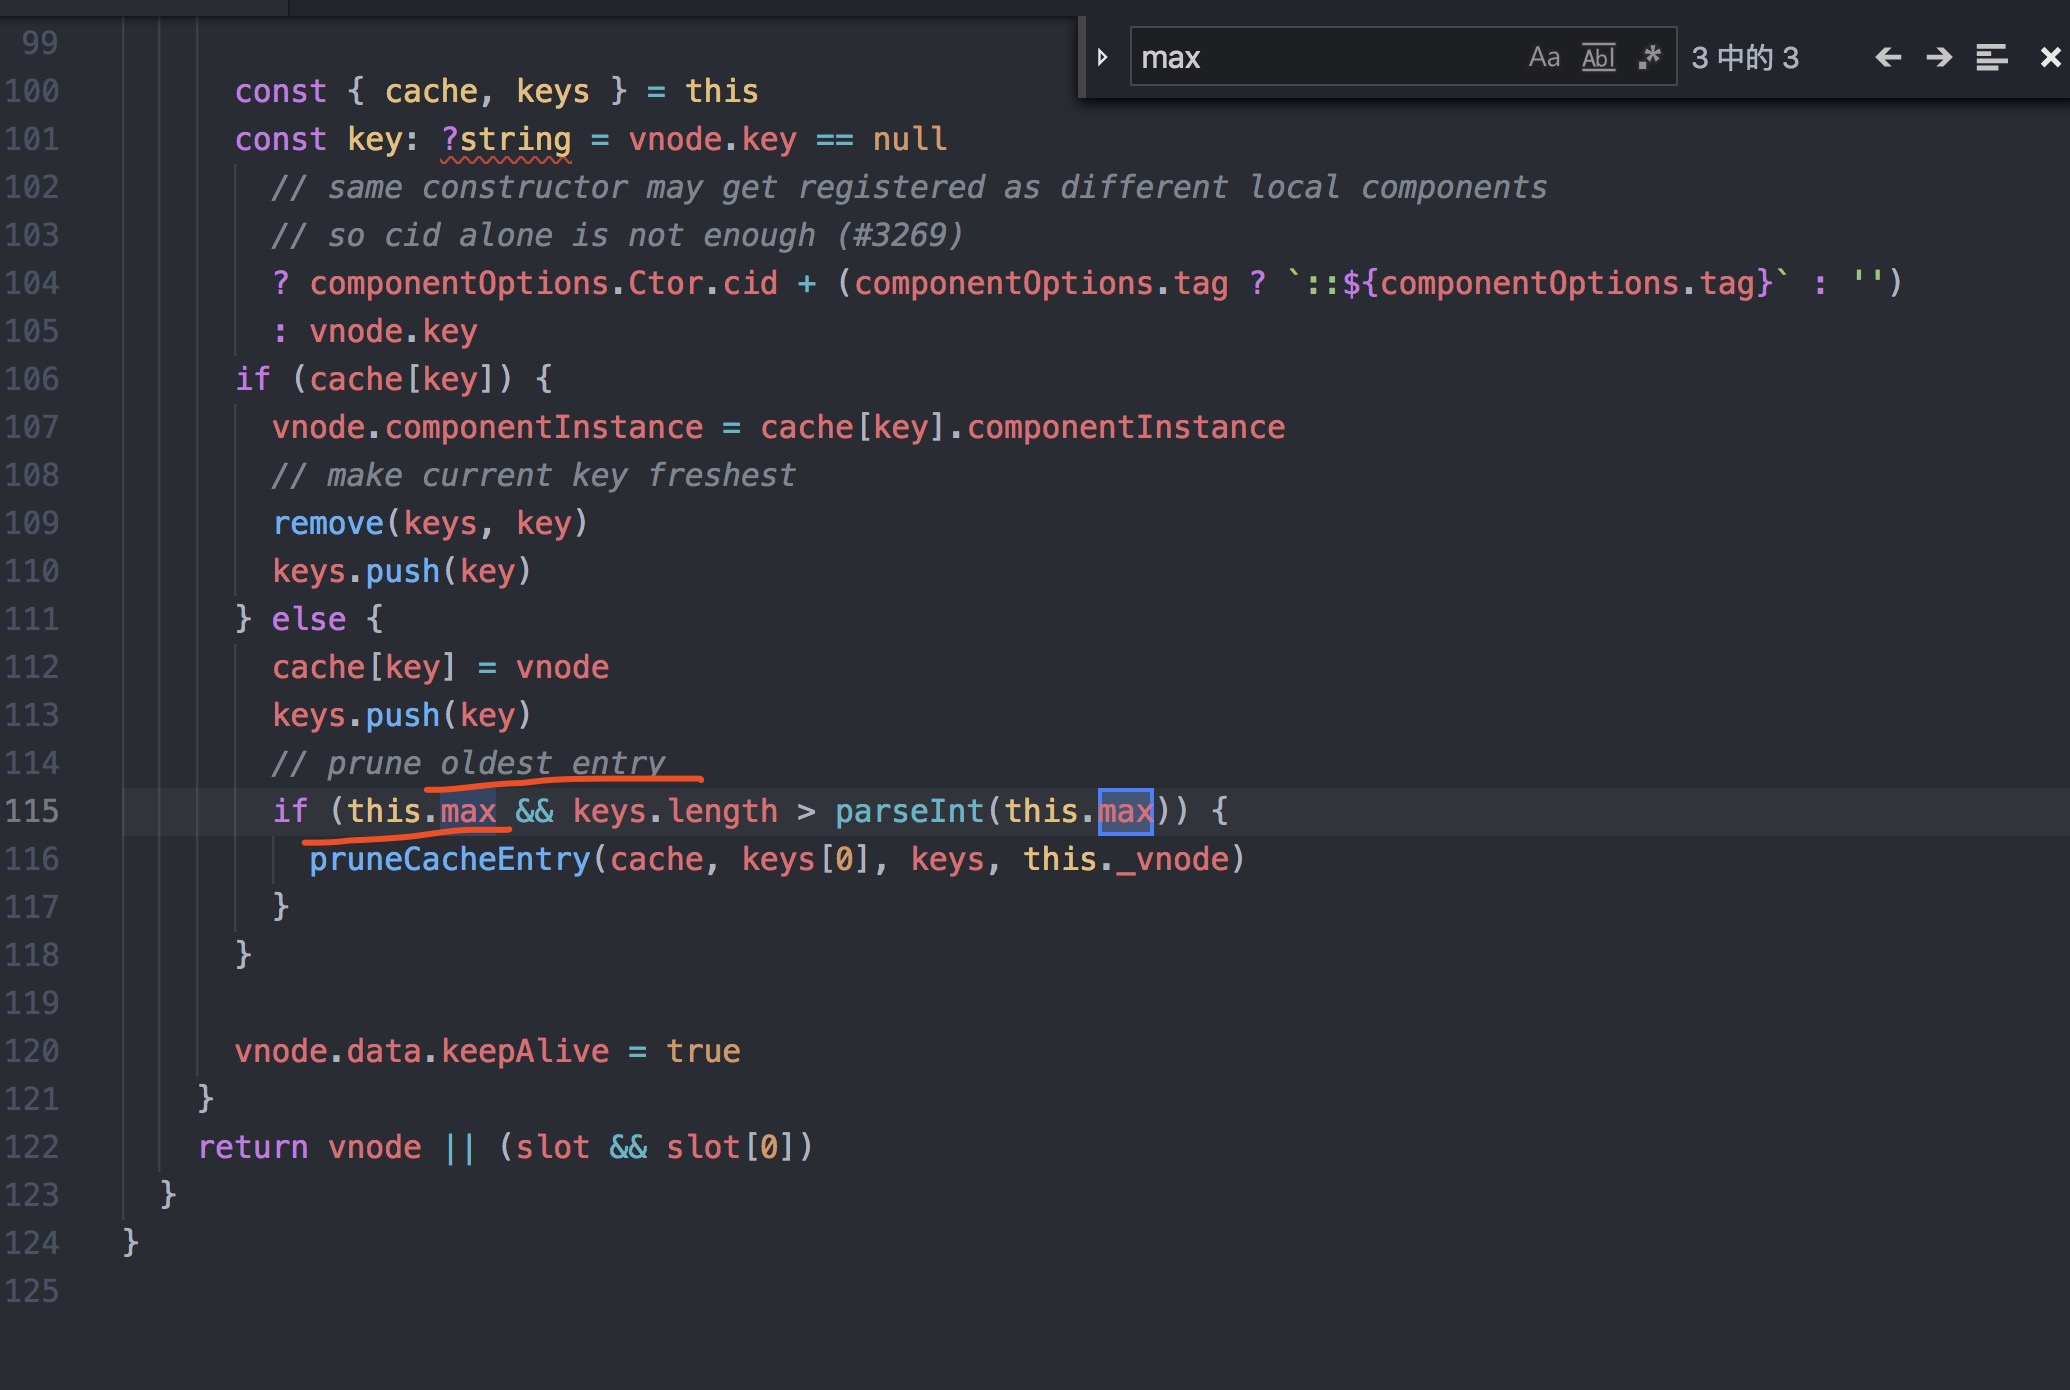 max Aa Abl .* 3 中的 3
99
100 const { cache, keys } = this
101 const key: ?string = vnode.key == null
102 // same constructor may get registered as different local components
103 // so cid alone is not enough (#3269)
104 ? componentOptions.Ctor.cid + (componentOptions.tag ? `::${componentOptions.tag}` : '')
105 : vnode.key
106 if (cache[key]) {
107 vnode.componentInstance = cache[key].componentInstance
108 // make current key freshest
109 remove(keys, key)
110 keys.push(key)
111 } else {
112 cache[key] = vnode
113 keys.push(key)
114 // prune oldest entry
115 if (this.max && keys.length > parseInt(this.max)) {
116 pruneCacheEntry(cache, keys[0], keys, this._vnode)
117 }
118 }
119
120 vnode.data.keepAlive = true
121 }
122 return vnode || (slot && slot[0])
123 }
124 }
125